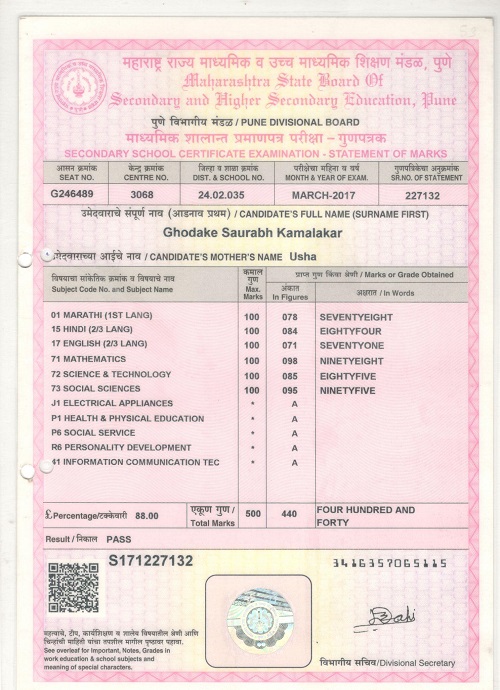 महाराष्ट्र राज्य माध्यमिक व उच्च माध्यमिक शिक्षण मंडळ, पुणे
Maharashtra State Board Of
Secondary and Higher Secondary Education, Pune
पुणे विभागीय मंडळ / PUNE DIVISIONAL BOARD
माध्यमिक शालान्त प्रमाणपत्र परीक्षा – गुणपत्रक
SECONDARY SCHOOL CERTIFICATE EXAMINATION - STATEMENT OF MARKS
आसन क्रमांक केन्द्र क्रमांक जिल्हा व शाळा क्रमांक परीक्षेचा महिना व वर्ष गुणपत्रिकेचा अनुक्रमांक
SEAT NO. CENTRE NO. DIST. & SCHOOL NO. MONTH & YEAR OF EXAM. SR.NO. OF STATEMENT
G246489 3068 24.02.035 MARCH-2017 227132
उमेदवाराचे संपूर्ण नाव (आडनाव प्रथम) / CANDIDATE'S FULL NAME (SURNAME FIRST)
Ghodake Saurabh Kamalakar
मेदवाराच्या आईचे नाव / CANDIDATE'S MOTHER'S NAME Usha
विषयाचा सांकेतिक क्रमांक व विषयाचे नाव
Subject Code No. and Subject Name
कमाल
गुण
Max.
Marks
प्राप्त गुण किंवा श्रेणी / Marks or Grade Obtained
अंकात
In Figures
अक्षरात / In Words
01 MARATHI (1ST LANG) 100 078 SEVENTYEIGHT
15 HINDI (2/3 LANG) 100 084 EIGHTYFOUR
17 ENGLISH (2/3 LANG) 100 071 SEVENTYONE
71 MATHEMATICS 100 098 NINETYEIGHT
72 SCIENCE & TECHNOLOGY 100 085 EIGHTYFIVE
73 SOCIAL SCIENCES 100 095 NINETYFIVE
J1 ELECTRICAL APPLIANCES * A
P1 HEALTH & PHYSICAL EDUCATION * A
P6 SOCIAL SERVICE * A
R6 PERSONALITY DEVELOPMENT * A
41 INFORMATION COMMUNICATION TEC * A
£ Percentage/टक्केवारी 88.00 एकूण गुण / Total Marks 500 440 FOUR HUNDRED AND
FORTY
Result / निकाल PASS
S171227132
3416357065115
महत्वाचे, टीप, कार्यशिक्षण व शालेय विषयातील श्रेणी आणि
चिन्हांची माहिती यांचा तपशील मागील पृष्ठावर पहावा.
See overleaf for Important, Notes, Grades in
work education & school subjects and
meaning of special characters.
विभागीय सचिव/Divisional Secretary